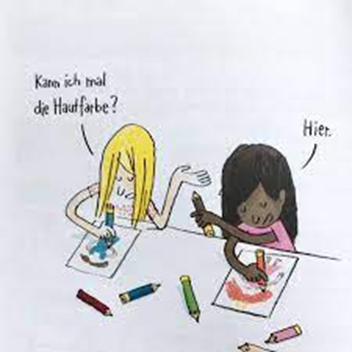 Kann ich mal
die Hautfarbe?
Hier.